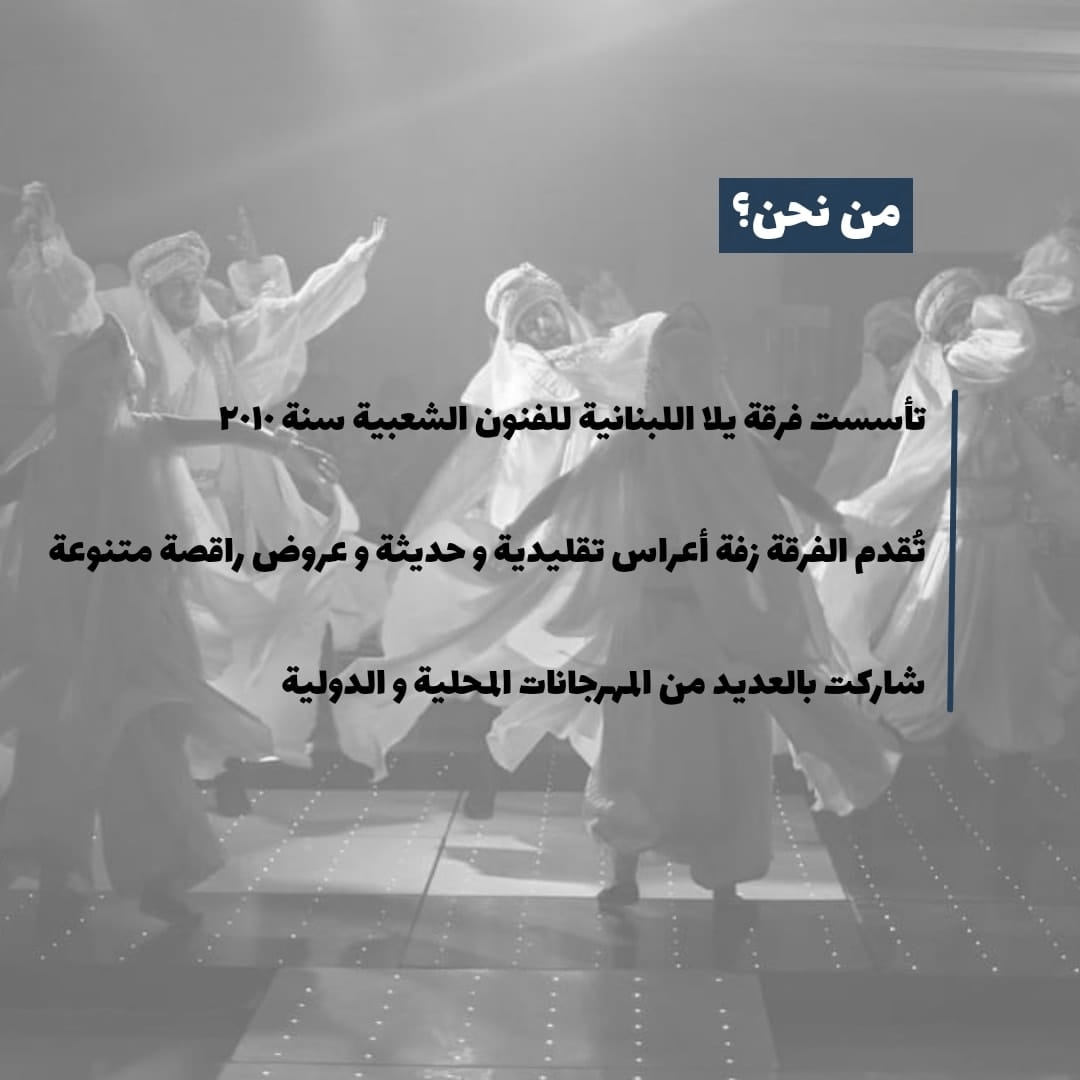 من نحن؟
تأسست فرقة يلا اللبنانية للفنون الشعبية سنة ٢٠١٠
تُقدم الفرقة زفة أعراس تقليدية و حديثة و عروض راقصة متنوعة
شاركت بالعديد من المهرجانات المحلية و الدولية